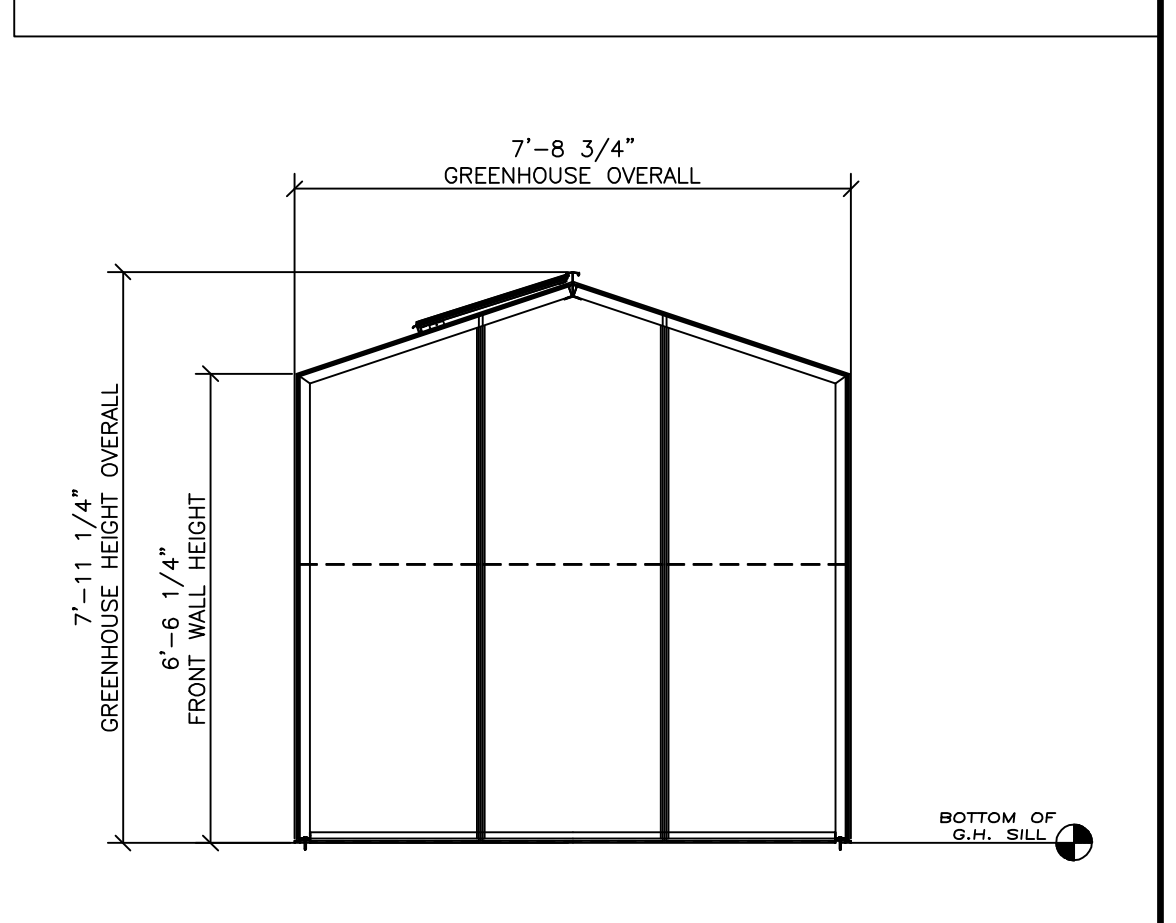 7'-8 3/4"
GREENHOUSE OVERALL
7'-11 1/4"
GREENHOUSE HEIGHT OVERALL
6'-6 1/4"
FRONT WALL HEIGHT
BOTTOM OF
G.H. SILL